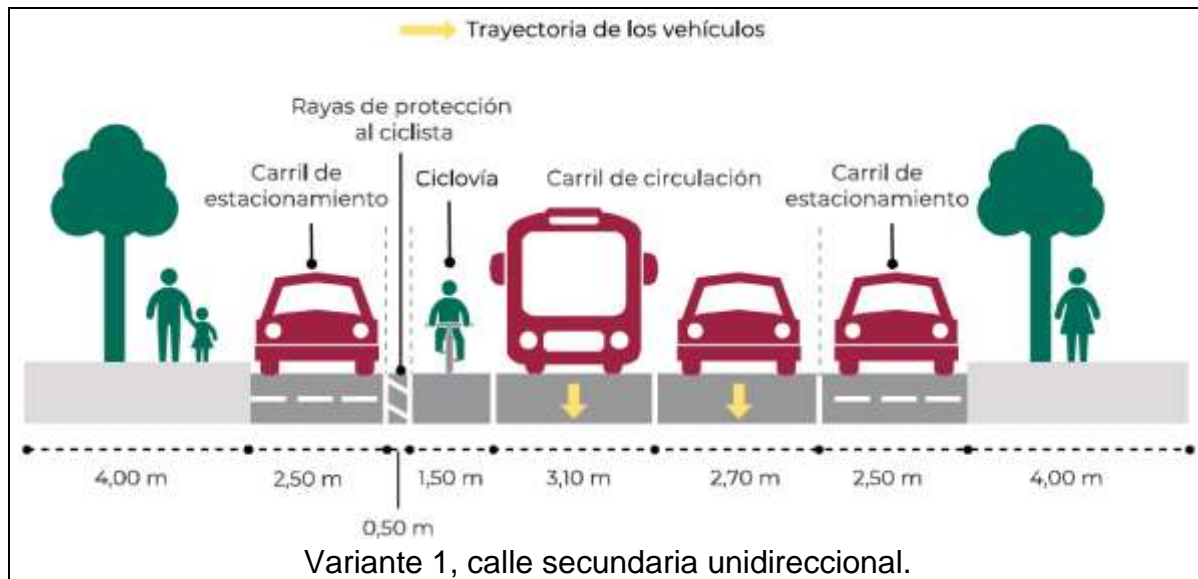 Trayectoria de los vehículos
Rayas de protección
al ciclista
Carril de
estacionamiento
Ciclovía
Carril de circulación
Carril de
estacionamiento
4,00 m
2,50 m
1,50 m
3,10 m
2,70 m
2,50 m
4,00 m
0,50 m
Variante 1, calle secundaria unidireccional.